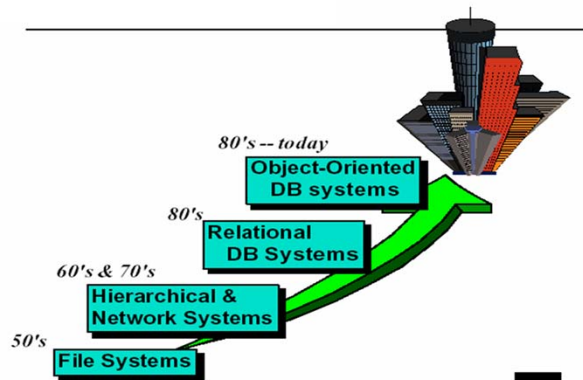 80's -- today
Object-Oriented
DB systems
80's
Relational
DB Systems
60's & 70's
Hierarchical &
Network Systems
50's
File Systems